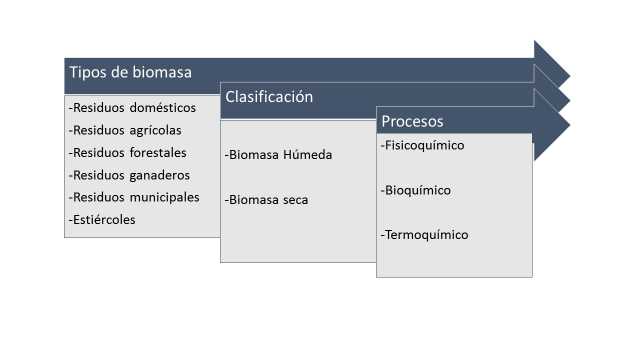 Tipos de biomasa
-Residuos domésticos
-Residuos agrícolas
-Residuos forestales
-Residuos ganaderos
-Residuos municipales
-Estiércoles
Clasificación
-Biomasa Húmeda
-Biomasa seca
Procesos
-Fisicoquímico
-Bioquímico
-Termoquímico